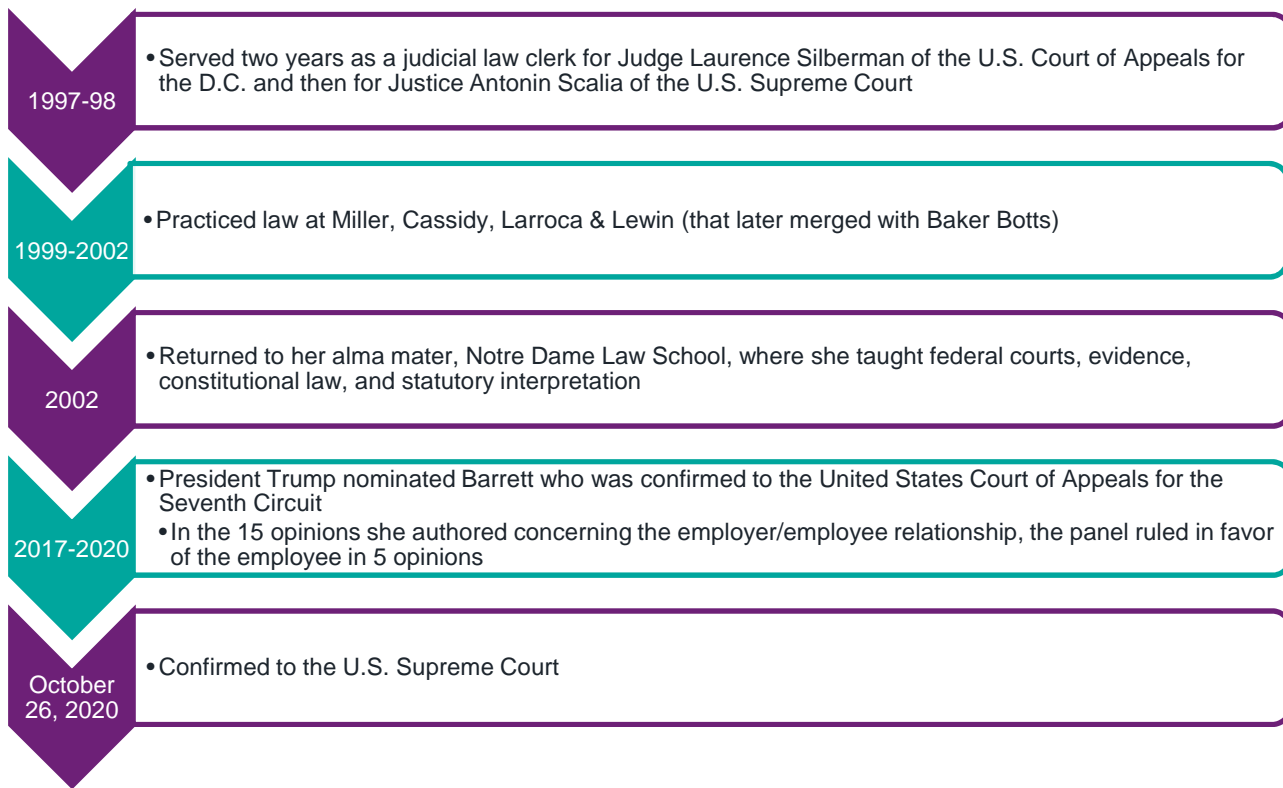 1997-98
•Served two years as a judicial law clerk for Judge Laurence Silberman of the U.S. Court of Appeals for
the D.C. and then for Justice Antonin Scalia of the U.S. Supreme Court
1999-2002
•Practiced law at Miller, Cassidy, Larroca & Lewin (that later merged with Baker Botts)
2002
•Returned to her alma mater, Notre Dame Law School, where she taught federal courts, evidence,
constitutional law, and statutory interpretation
2017-2020
•President Trump nominated Barrett who was confirmed to the United States Court of Appeals for the
Seventh Circuit
•In the 15 opinions she authored concerning the employer/employee relationship, the panel ruled in favor
of the employee in 5 opinions
October
26, 2020
•Confirmed to the U.S. Supreme Court